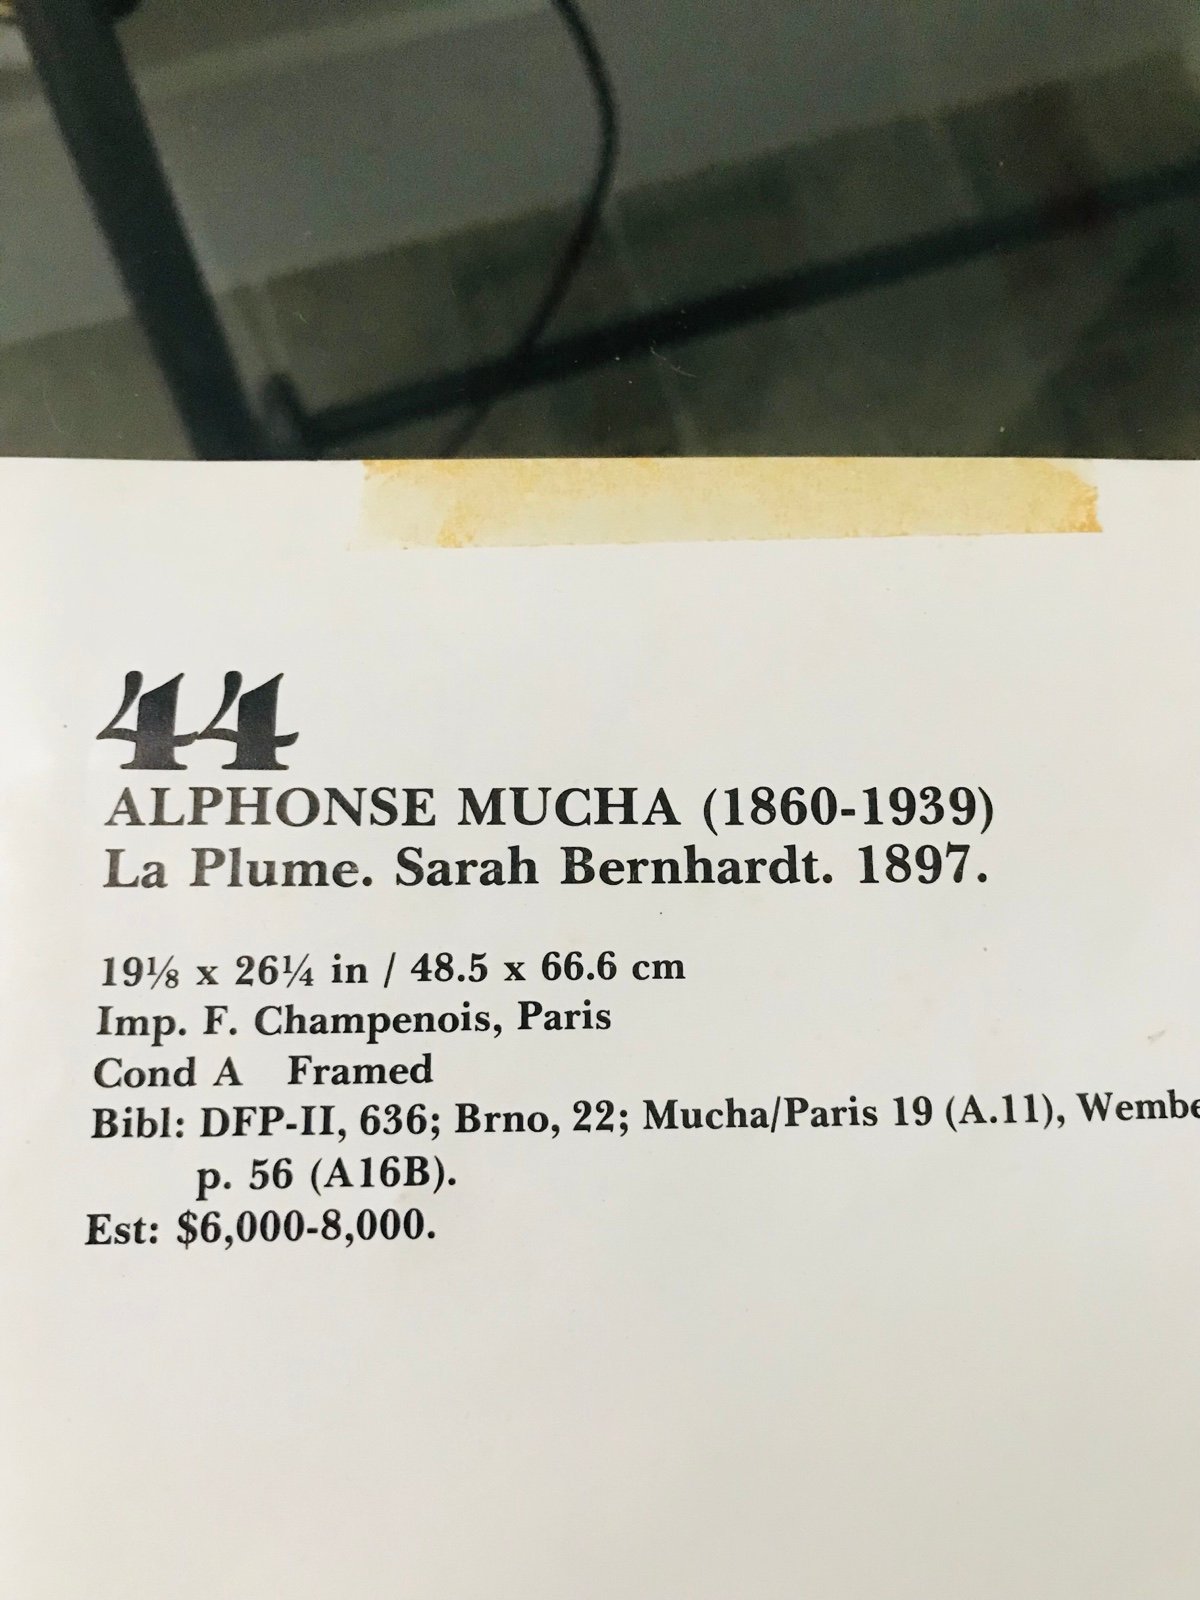 44
ALPHONSE MUCHA (1860-1939)
La Plume. Sarah Bernhardt. 1897.
19⅛ x 26¼ in / 48.5 x 66.6 cm
Imp. F. Champenois, Paris
Cond A Framed
Bibl: DFP-II, 636; Brno, 22; Mucha/Paris 19 (A.11),
p. 56 (A16B).
Est: $6,000-8,000.